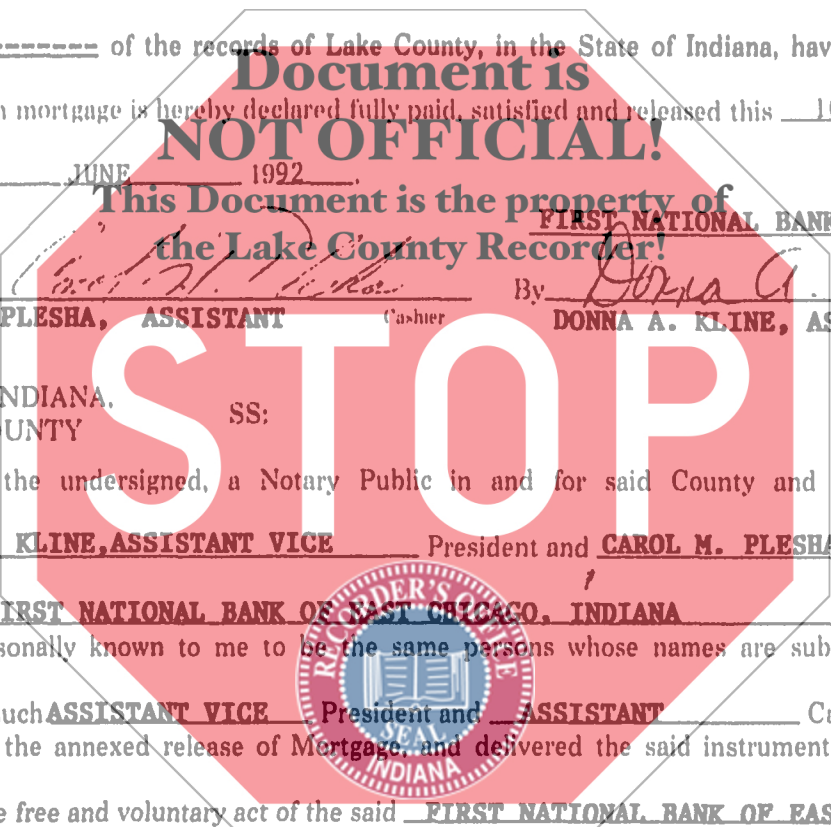 of the records of Lake County, in the State of Indiana, hav
Document is
mortgage is hereby declared fully paid, satisfied and released this 1
NOT OFFICIAL!
JUNE 1992.
This Document is the property of
FIRST NATIONAL BANK
the Lake County Recorder!
By Donna A.
PLESHA, ASSISTANT Cashier DONNA A. KLINE, AS
STOP
NDIANA,
SS:
UNTY
the undersigned, a Notary Public in and for said County and
KLINE, ASSISTANT VICE President and CAROL M. PLESHA
RECORDER'S OFFICE
IRST NATIONAL BANK OF EAST CHICAGO, INDIANA
sonally known to me to be the same persons whose names are sub
uch ASSISTANT VICE President and ASSISTANT C
SEAL
the annexed release of Mortgage, and delivered the said instrument
INDIANA
e free and voluntary act of the said FIRST NATIONAL BANK OF EAS